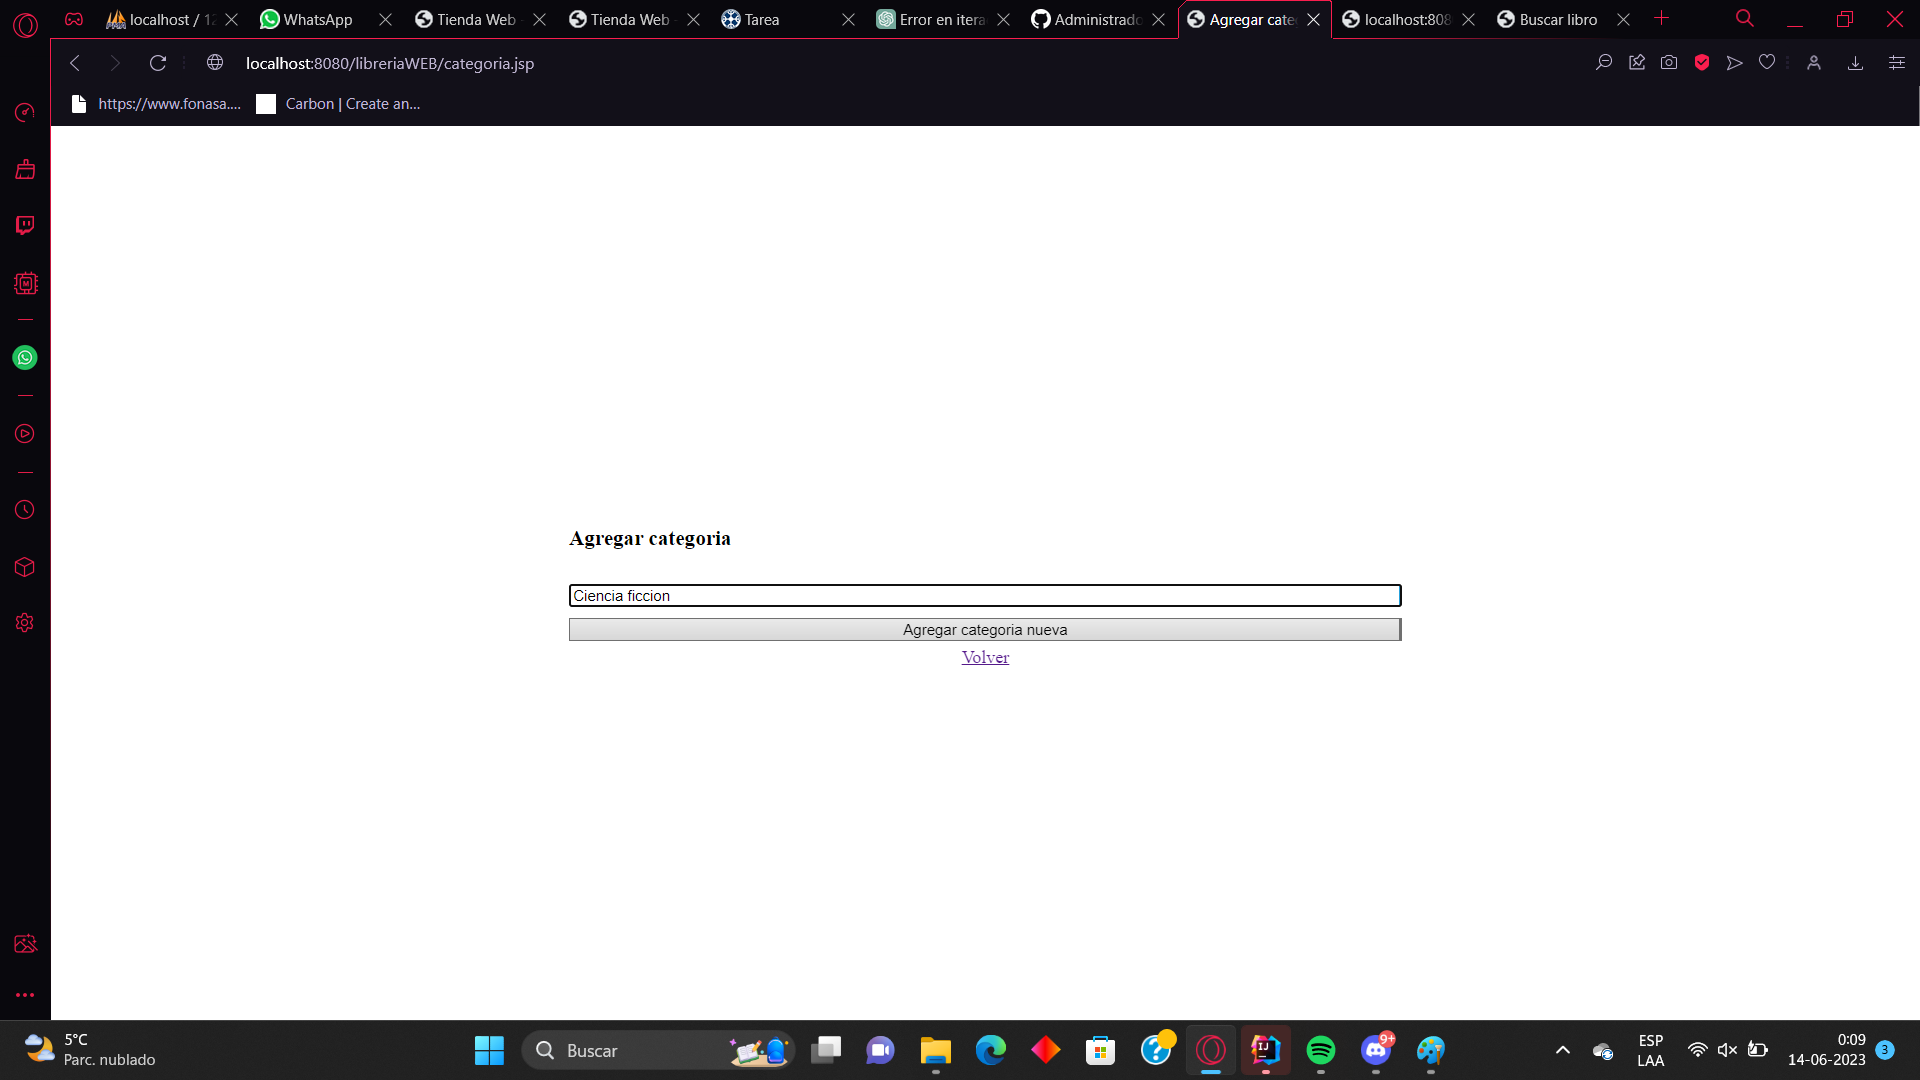 localhost / 12
WhatsApp
Tienda Web -
Tienda Web -
Tarea
Error en itera
Administrado
Agregar cate
localhost:808
Buscar libro
localhost:8080/libreriaWEB/categoria.jsp
https://www.fonasa....
Carbon | Create an...
Agregar categoria
Ciencia ficcion
Agregar categoria nueva
Volver
5°C
Parc. nublado
Buscar
9+
ESP
LAA
0:09
14-06-2023
3